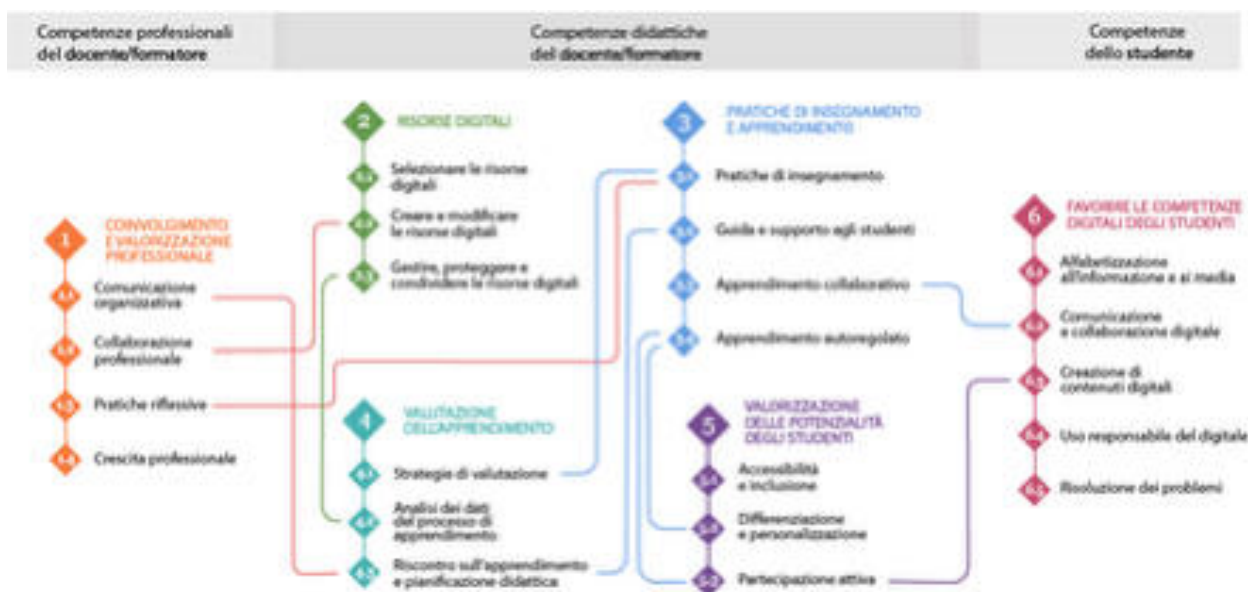 Competenze professionali
del docente/formatore
Competenze didattiche
del docente/formatore
Competenze
dello studente
1
COINVOLGIMENTO
E VALORIZZAZIONE
PROFESSIONALE
Comunicazione
organizzativa
Collaborazione
professionale
Pratiche riflessive
Crescita professionale
2
RISORSE DIGITALI
Selezionare le risorse
digitali
Creare e modificare
le risorse digitali
Gestire, proteggere e
condividere le risorse digitali
3
PRATICHE DI INSEGNAMENTO
E APPRENDIMENTO
Pratiche di insegnamento
Guida e supporto agli studenti
Apprendimento collaborativo
Apprendimento autoregolato
4
VALUTAZIONE
DELL'APPRENDIMENTO
Strategie di valutazione
Analisi dei dati
del processo di
apprendimento
Riscontro sull'apprendimento
e pianificazione didattica
5
VALORIZZAZIONE
DELLE POTENZIALITÀ
DEGLI STUDENTI
Accessibilità
e inclusione
Differenziazione
e personalizzazione
Partecipazione attiva
6
FAVORIRE LE COMPETENZE
DIGITALI DEGLI STUDENTI
Alfabetizzazione
all'informazione e ai media
Comunicazione
e collaborazione digitale
Creazione di
contenuti digitali
Uso responsabile del digitale
Risoluzione dei problemi